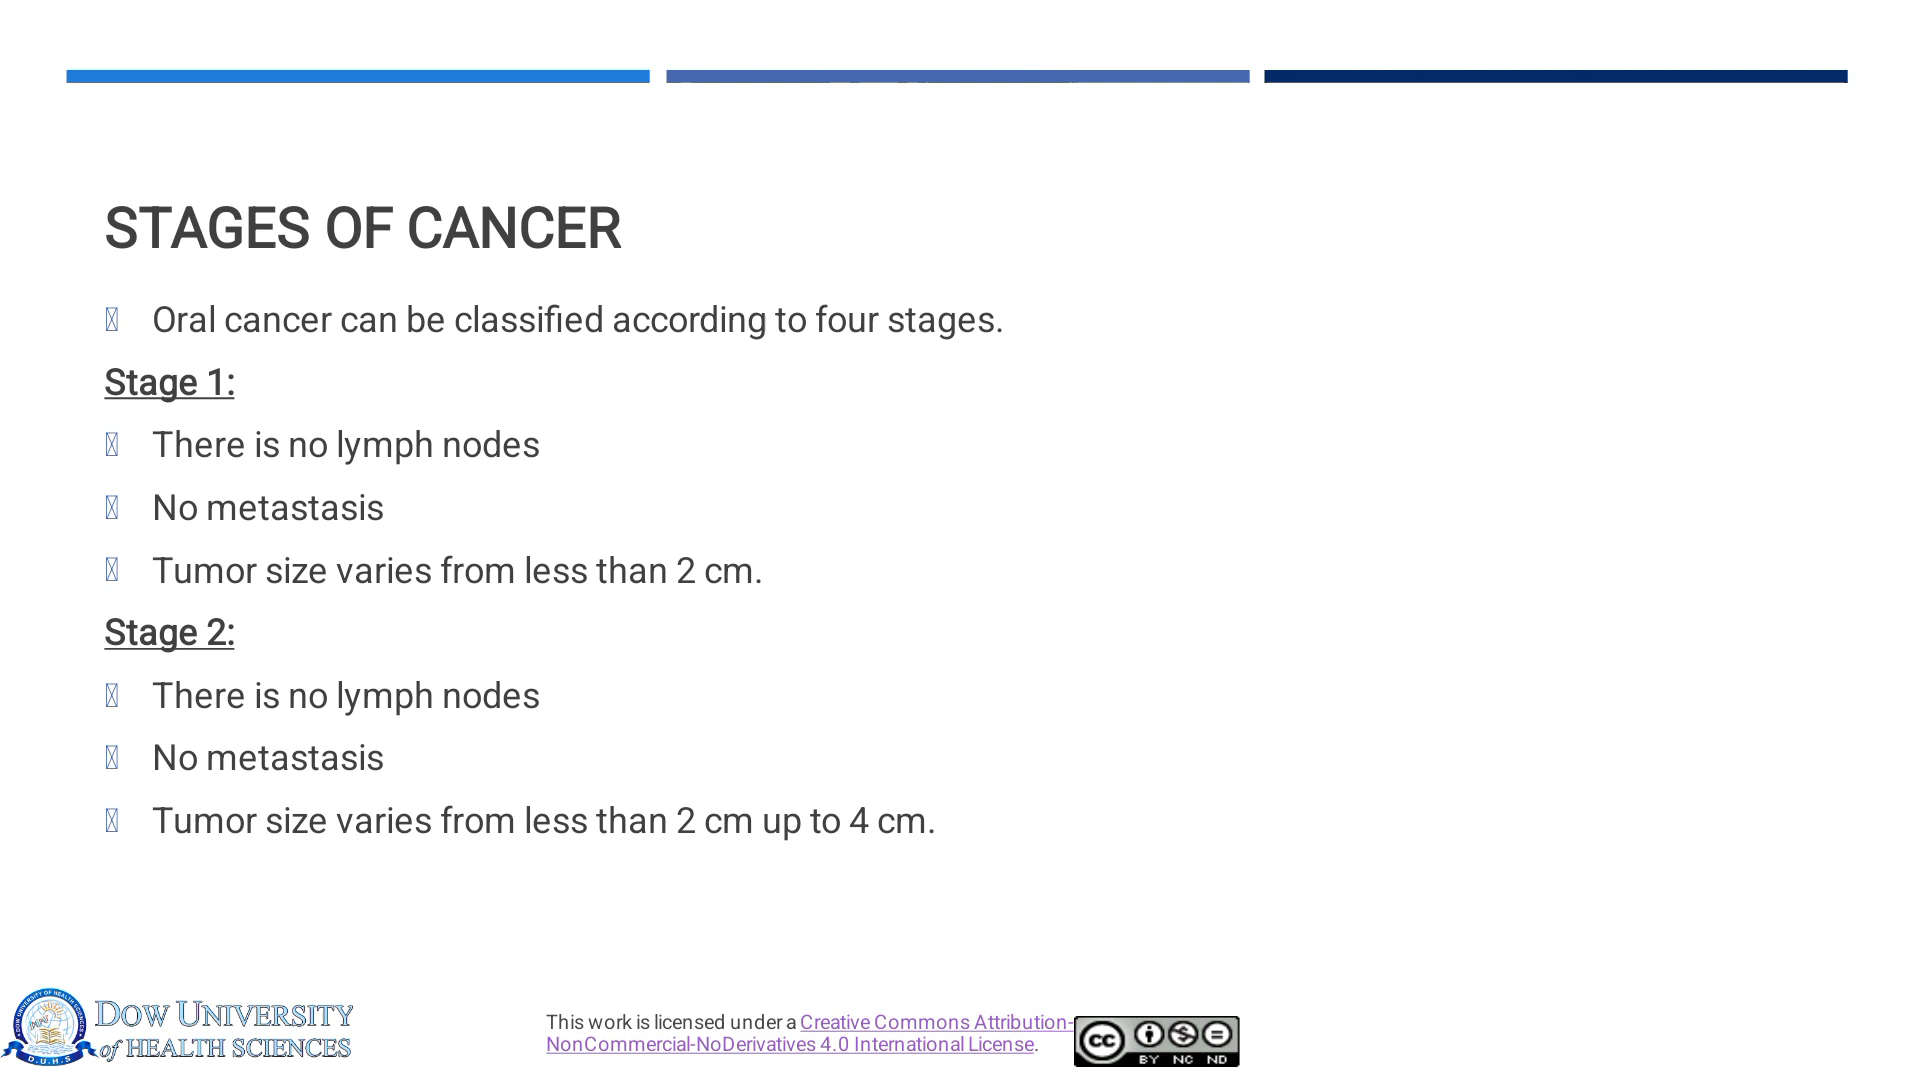 STAGES OF CANCER
Oral cancer can be classified according to four stages.
Stage 1:
There is no lymph nodes
No metastasis
Tumor size varies from less than 2 cm.
Stage 2:
There is no lymph nodes
No metastasis
Tumor size varies from less than 2 cm up to 4 cm.
DOW UNIVERSITY
of HEALTH SCIENCES
D.U.H.S
This work is licensed under a Creative Commons Attribution-
NonCommercial-NoDerivatives 4.0 International License.
cc
BY NC ND